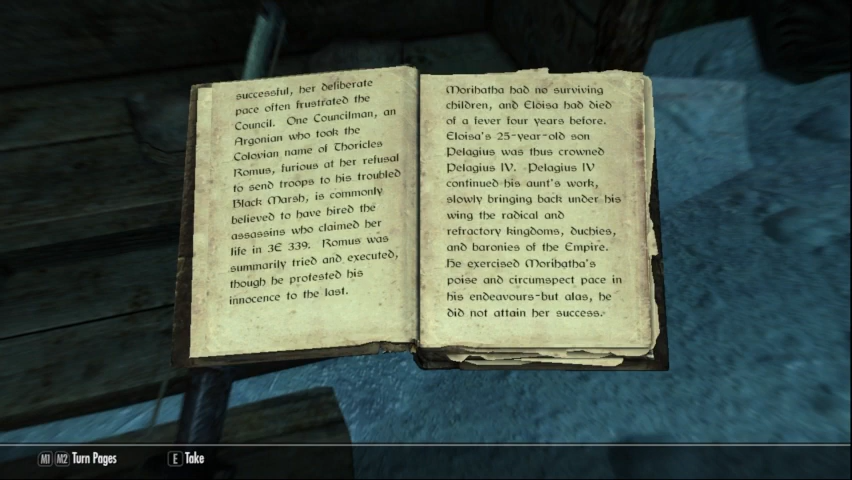 successful, her deliberate
pace often frustrated the
Council. One Councilman, an
Argonian who took the
Colovian name of Thoricles
Romus, furious at her refusal
to send troops to his troubled
Black Marsh, is commonly
believed to have hired the
assassins who claimed her
life in 3E 339. Romus was
summarily tried and executed,
though he protested his
innocence to the last.
Morihatha had no surviving
children, and Eloisa had died
of a fever four years before.
Eloisa's 25-year-old son
Pelagius was thus crowned
Pelagius IV. Pelagius IV
continued his aunt's work,
slowly bringing back under his
wing the radical and
refractory kingdoms, duchies,
and baronies of the Empire.
He exercised Morihatha's
poise and circumspect pace in
his endeavours-but alas, he
did not attain her success.
M1 M2 Turn Pages
E Take